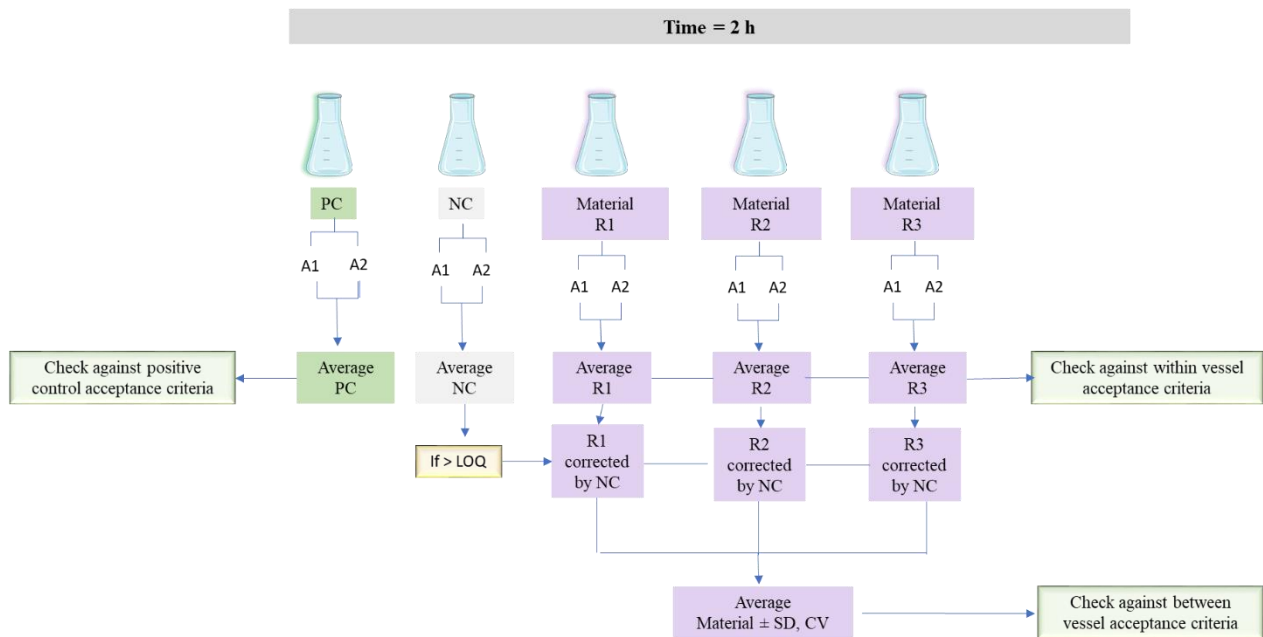 Time = 2 h
PC
NC
Material
R1
Material
R2
Material
R3
A1 A2
A1 A2
A1 A2
A1 A2
A1 A2
Check against positive
control acceptance criteria
Average
PC
Average
NC
Average
R1
Average
R2
Average
R3
Check against within vessel
acceptance criteria
If > LOQ
R1
corrected
by NC
R2
corrected
by NC
R3
corrected
by NC
Average
Material ± SD, CV
Check against between
vessel acceptance criteria